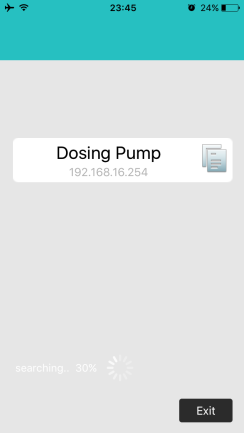 23:45
24%
Dosing Pump
192.168.16.254
searching.. 30%
Exit